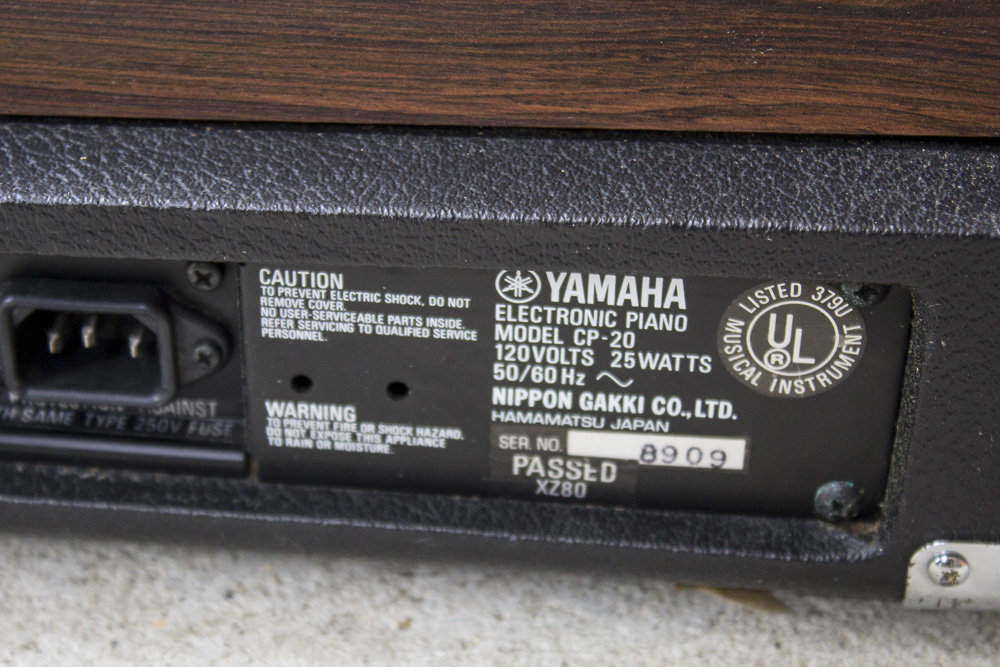 CAUTION
TO PREVENT ELECTRIC SHOCK, DO NOT
REMOVE COVER.
NO USER-SERVICEABLE PARTS INSIDE.
REFER SERVICING TO QUALIFIED SERVICE
PERSONNEL.
WARNING
TO PREVENT FIRE OR SHOCK HAZARD,
DO NOT EXPOSE THIS APPLIANCE
TO RAIN OR MOISTURE.
AGAINST
SAME TYPE 250V FUSE
YAMAHA
ELECTRONIC PIANO
MODEL CP-20
120VOLTS 25WATTS
50/60Hz
NIPPON GAKKI CO., LTD.
HAMAMATSU JAPAN
SER. NO. 8909
PASSED
XZ80
LISTED 379U
UL
®
MUSICAL INSTRUMENT